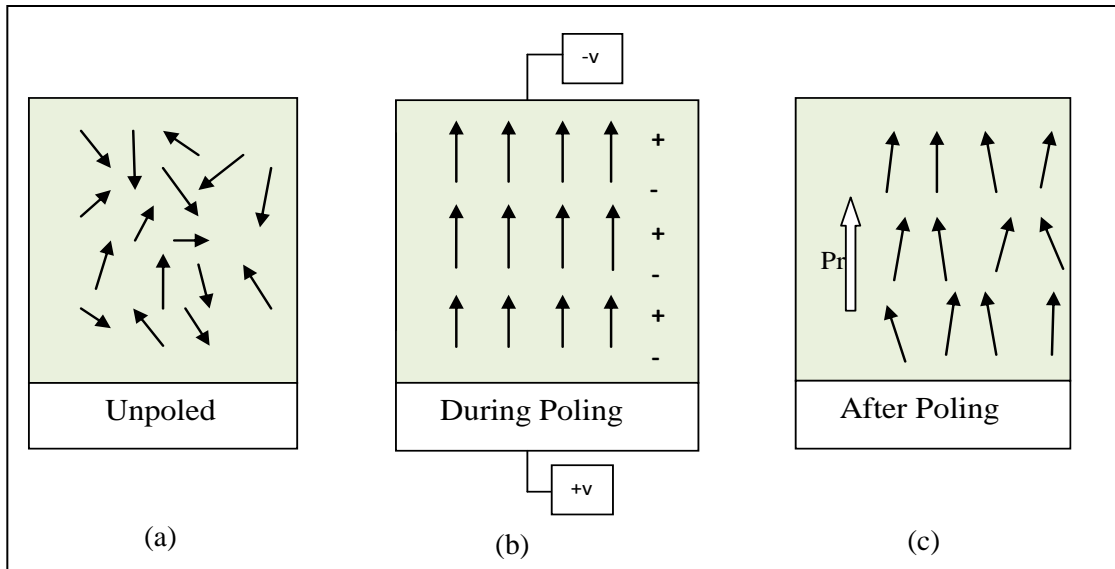 -v
+
-
+
-
+
-
Pr
Unpoled
During Poling
After Poling
+v
(a)
(b)
(c)